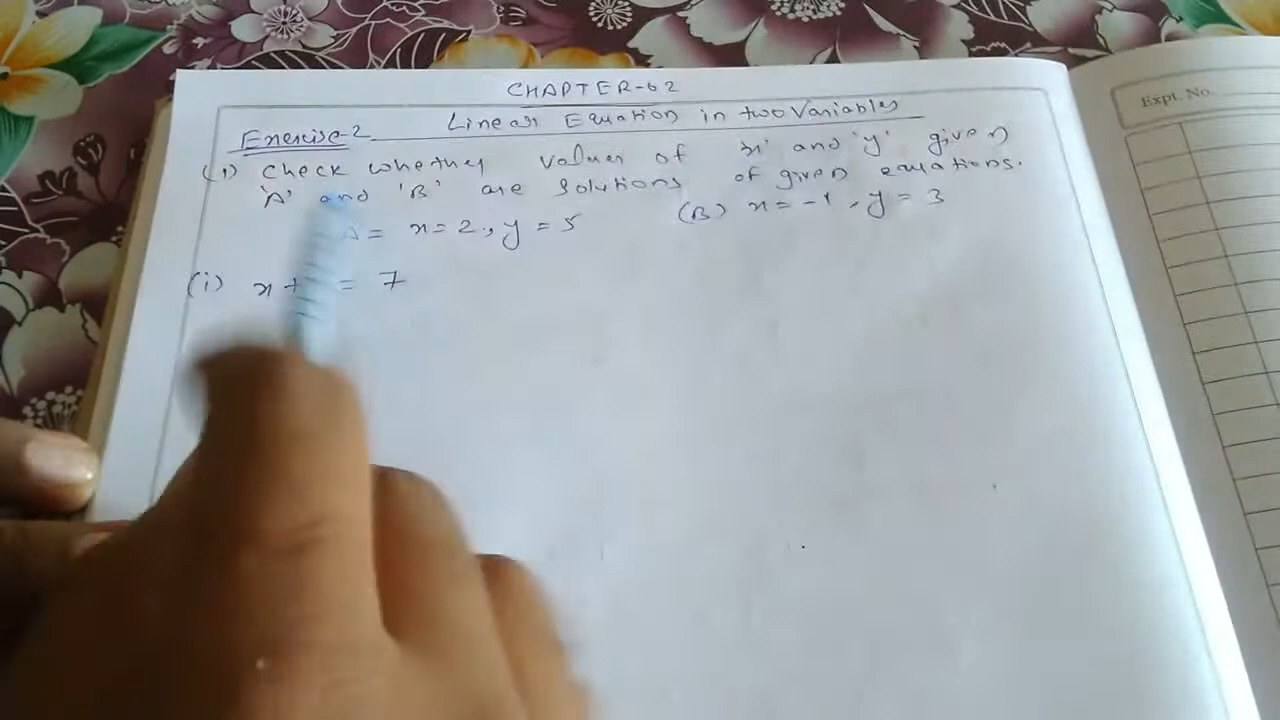 CHAPTER-02
Linear Equation in two Variables
Exercise-2
(1) Check whether values of 'x' and 'y' given
'A' and 'B' are solutions of given equations.
A = x = 2, y = 5 (B) x = -1, y = 3
(i) x + = 7
Expt. No.